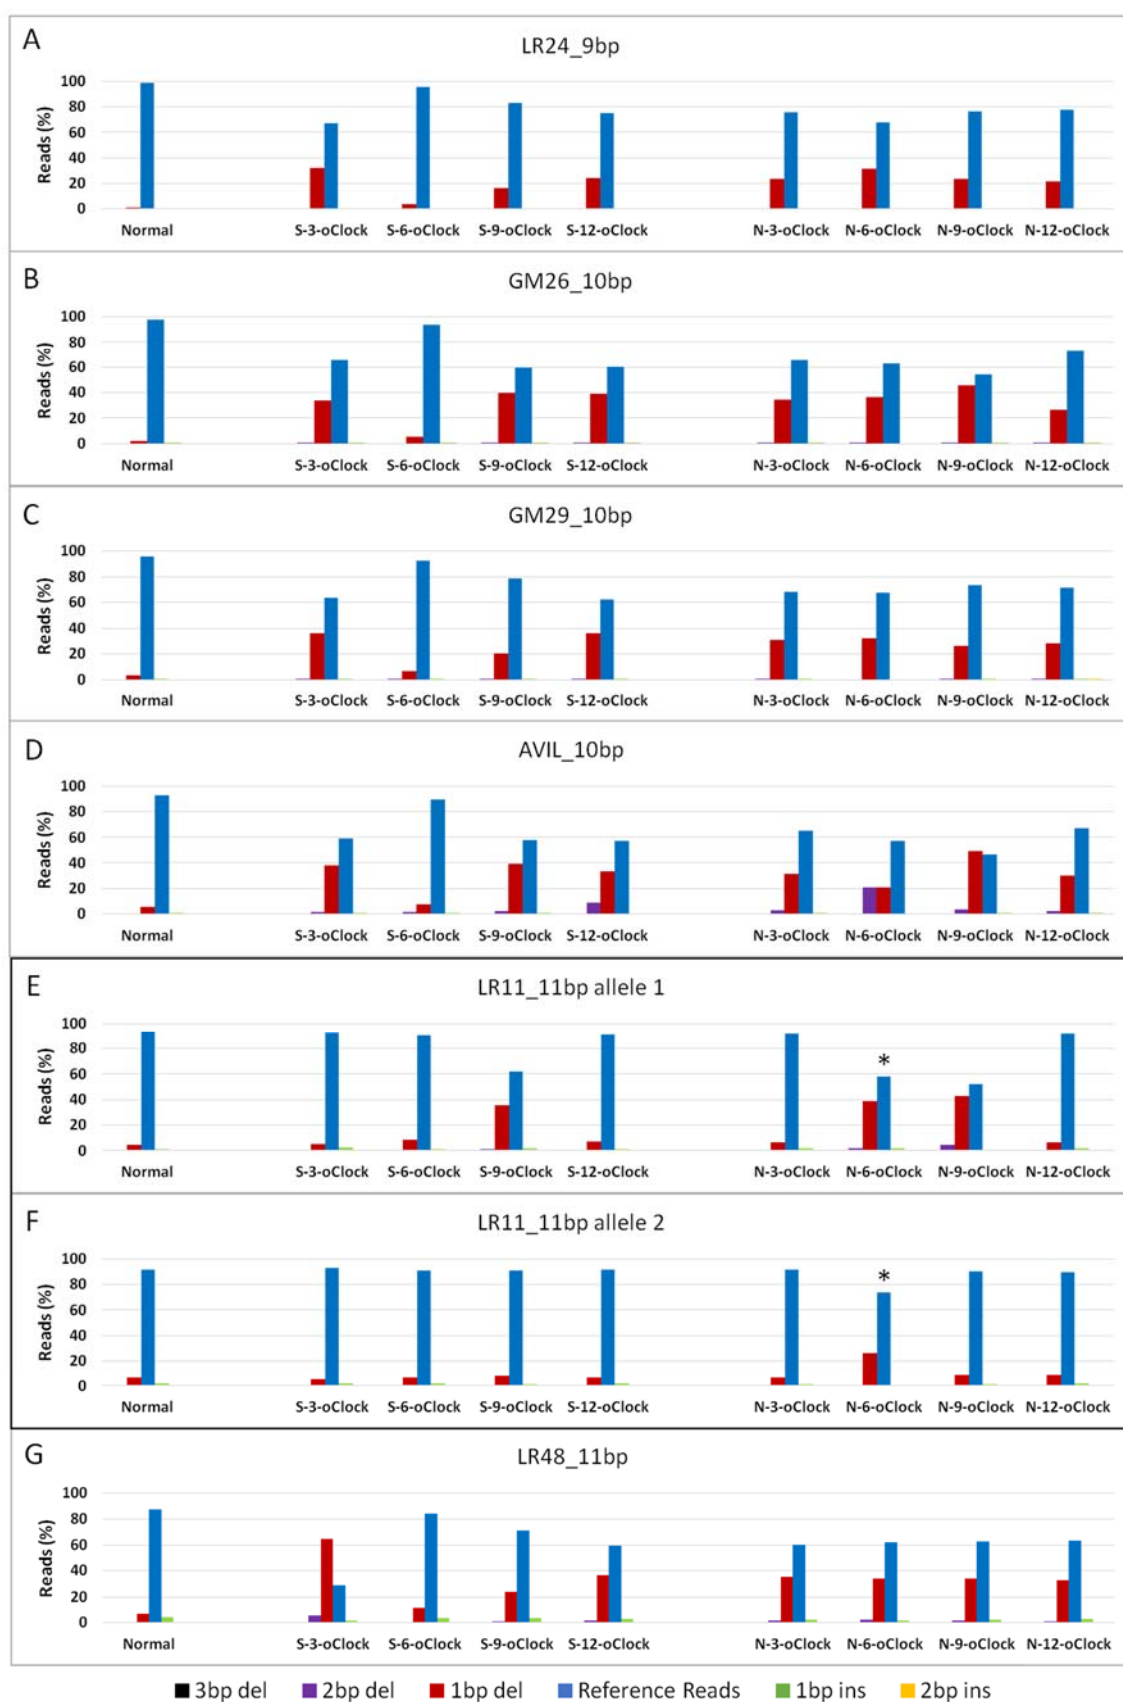 A
LR24_9bp
Reads (%)
100
80
60
40
20
0
Normal S-3-oClock S-6-oClock S-9-oClock S-12-oClock N-3-oClock N-6-oClock N-9-oClock N-12-oClock
B
GM26_10bp
Reads (%)
100
80
60
40
20
0
Normal S-3-oClock S-6-oClock S-9-oClock S-12-oClock N-3-oClock N-6-oClock N-9-oClock N-12-oClock
C
GM29_10bp
Reads (%)
100
80
60
40
20
0
Normal S-3-oClock S-6-oClock S-9-oClock S-12-oClock N-3-oClock N-6-oClock N-9-oClock N-12-oClock
D
AVIL_10bp
Reads (%)
100
80
60
40
20
0
Normal S-3-oClock S-6-oClock S-9-oClock S-12-oClock N-3-oClock N-6-oClock N-9-oClock N-12-oClock
E
LR11_11bp allele 1
Reads (%)
100
80
60
40
20
0
*
Normal S-3-oClock S-6-oClock S-9-oClock S-12-oClock N-3-oClock N-6-oClock N-9-oClock N-12-oClock
F
LR11_11bp allele 2
Reads (%)
100
80
60
40
20
0
*
Normal S-3-oClock S-6-oClock S-9-oClock S-12-oClock N-3-oClock N-6-oClock N-9-oClock N-12-oClock
G
LR48_11bp
Reads (%)
100
80
60
40
20
0
Normal S-3-oClock S-6-oClock S-9-oClock S-12-oClock N-3-oClock N-6-oClock N-9-oClock N-12-oClock
3bp del 2bp del 1bp del Reference Reads 1bp ins 2bp ins